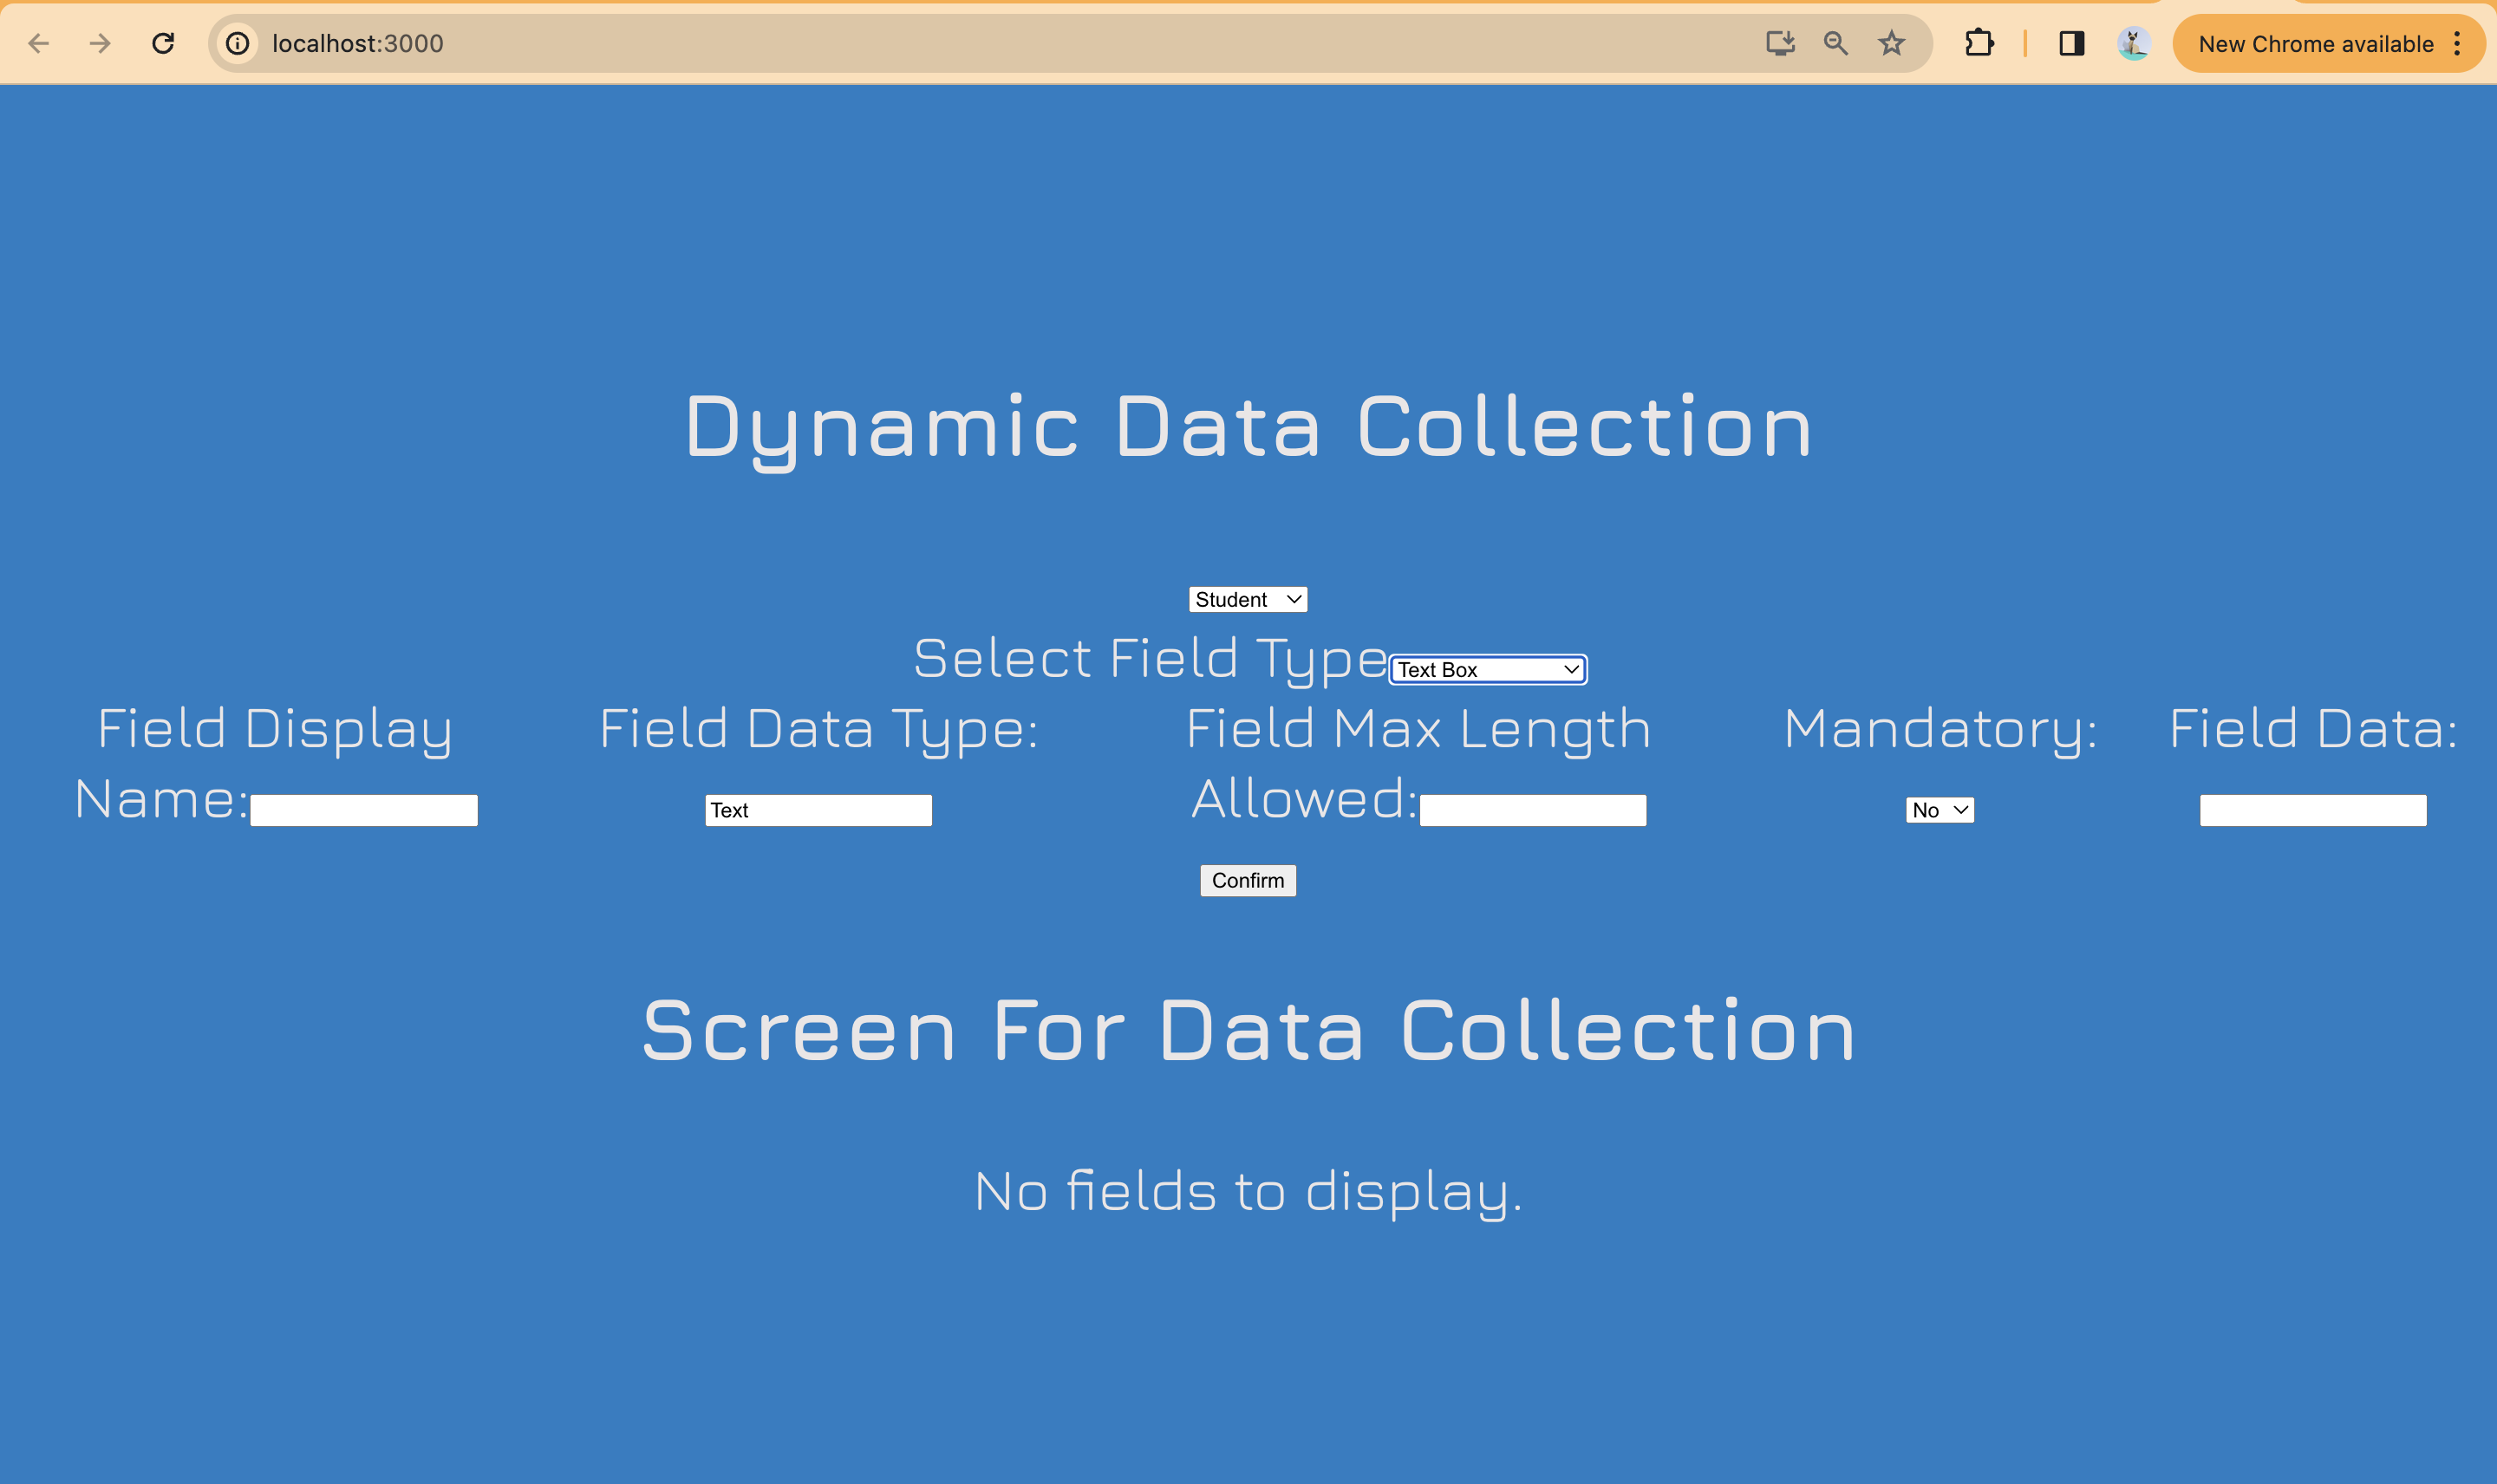 localhost:3000
New Chrome available
Dynamic Data Collection
Student
Select Field Type Text Box
Field Display Name:
Field Data Type:
Text
Field Max Length
Allowed:
Mandatory:
No
Field Data:
Confirm
Screen For Data Collection
No fields to display.